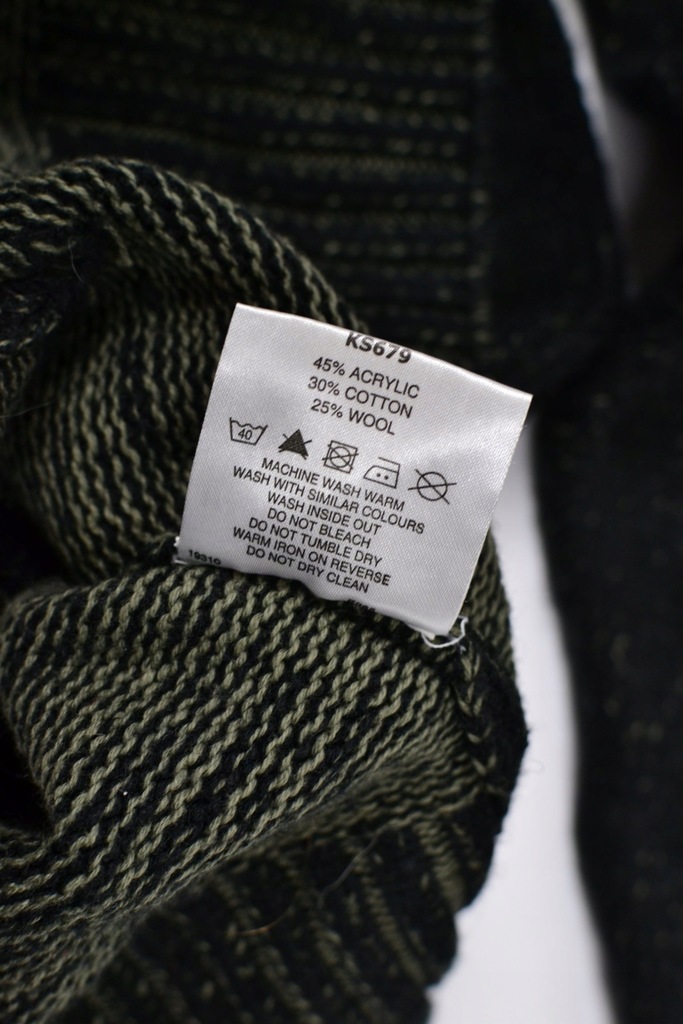 KS679
45% ACRYLIC
30% COTTON
25% WOOL
40
MACHINE WASH WARM
WASH WITH SIMILAR COLOURS
WASH INSIDE OUT
DO NOT BLEACH
DO NOT TUMBLE DRY
WARM IRON ON REVERSE
DO NOT DRY CLEAN
19310